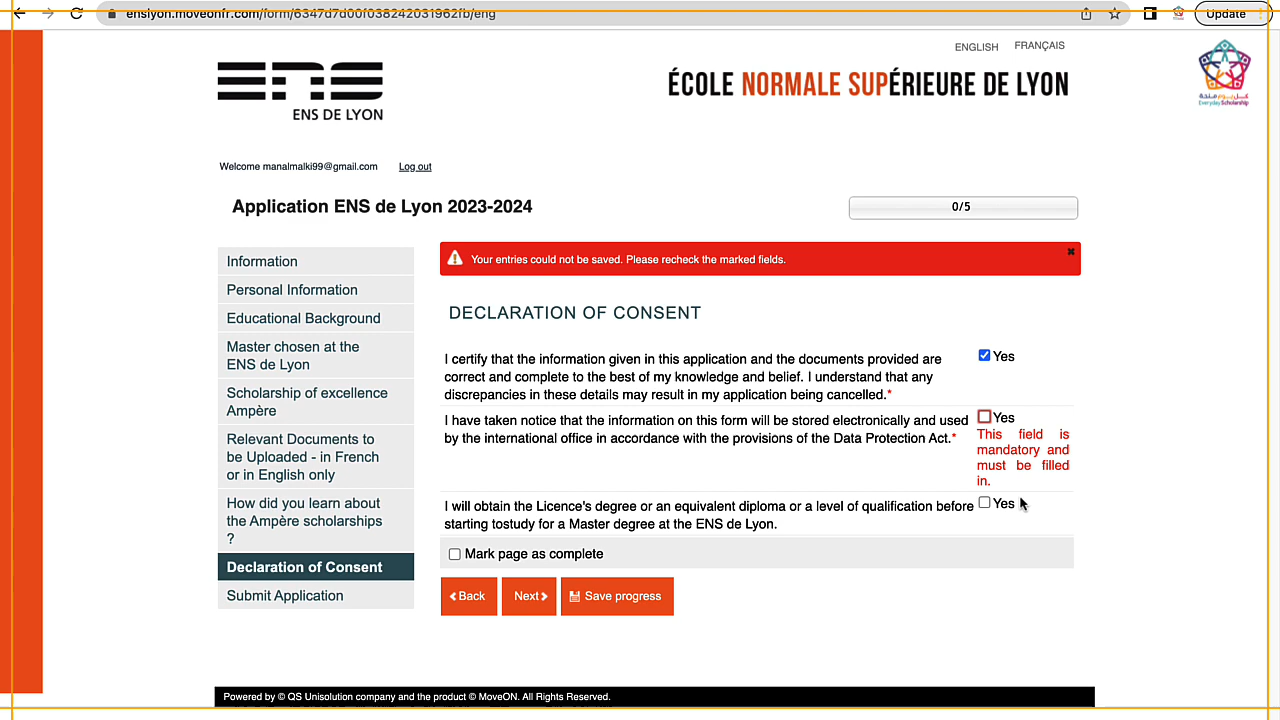 enslyon.moveonfr.com/form/6347d7d00f038242031962fb/eng
Update
ENGLISH FRANÇAIS
ENS DE LYON
ÉCOLE NORMALE SUPÉRIEURE DE LYON
كل يوم منحة
Everyday Scholarship
Welcome manalmalki99@gmail.com Log out
Application ENS de Lyon 2023-2024
0/5
Information
Personal Information
Educational Background
Master chosen at the
ENS de Lyon
Scholarship of excellence
Ampère
Relevant Documents to
be Uploaded - in French
or in English only
How did you learn about
the Ampère scholarships
?
Declaration of Consent
Submit Application
Your entries could not be saved. Please recheck the marked fields.
DECLARATION OF CONSENT
I certify that the information given in this application and the documents provided are
correct and complete to the best of my knowledge and belief. I understand that any
discrepancies in these details may result in my application being cancelled.*
Yes
I have taken notice that the information on this form will be stored electronically and used
by the international office in accordance with the provisions of the Data Protection Act.*
Yes
This field is
mandatory and
must be filled
in.
I will obtain the Licence's degree or an equivalent diploma or a level of qualification before
starting tostudy for a Master degree at the ENS de Lyon.
Yes
Mark page as complete
Back
Next
Save progress
Powered by © QS Unisolution company and the product © MoveON. All Rights Reserved.